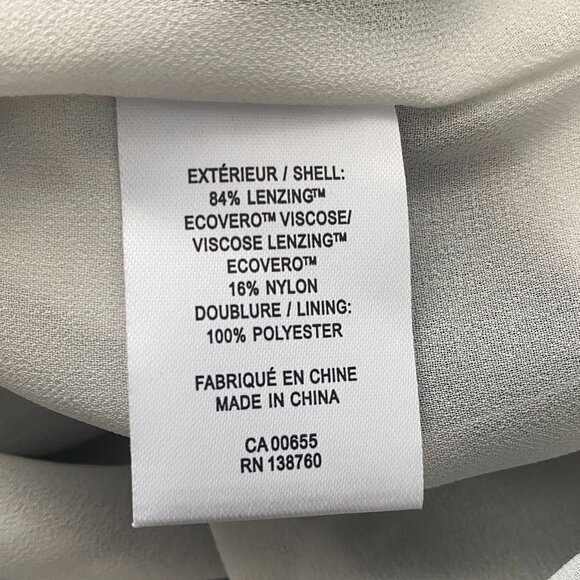 EXTÉRIEUR / SHELL:
84% LENZING™
ECOVERO™ VISCOSE/
VISCOSE LENZING™
ECOVERO™
16% NYLON
DOUBLURE / LINING:
100% POLYESTER
FABRIQUÉ EN CHINE
MADE IN CHINA
CA 00655
RN 138760